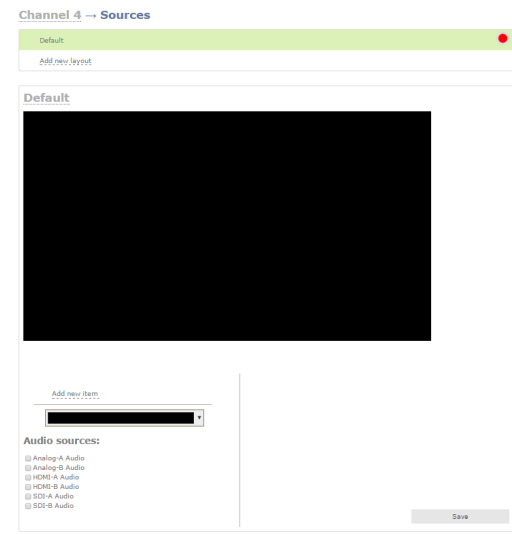 Channel 4 → Sources
Default
Add new layout
Default
Add new item
Audio sources:
Analog-A Audio
Analog-B Audio
HDMI-A Audio
HDMI-B Audio
SDI-A Audio
SDI-B Audio
Save